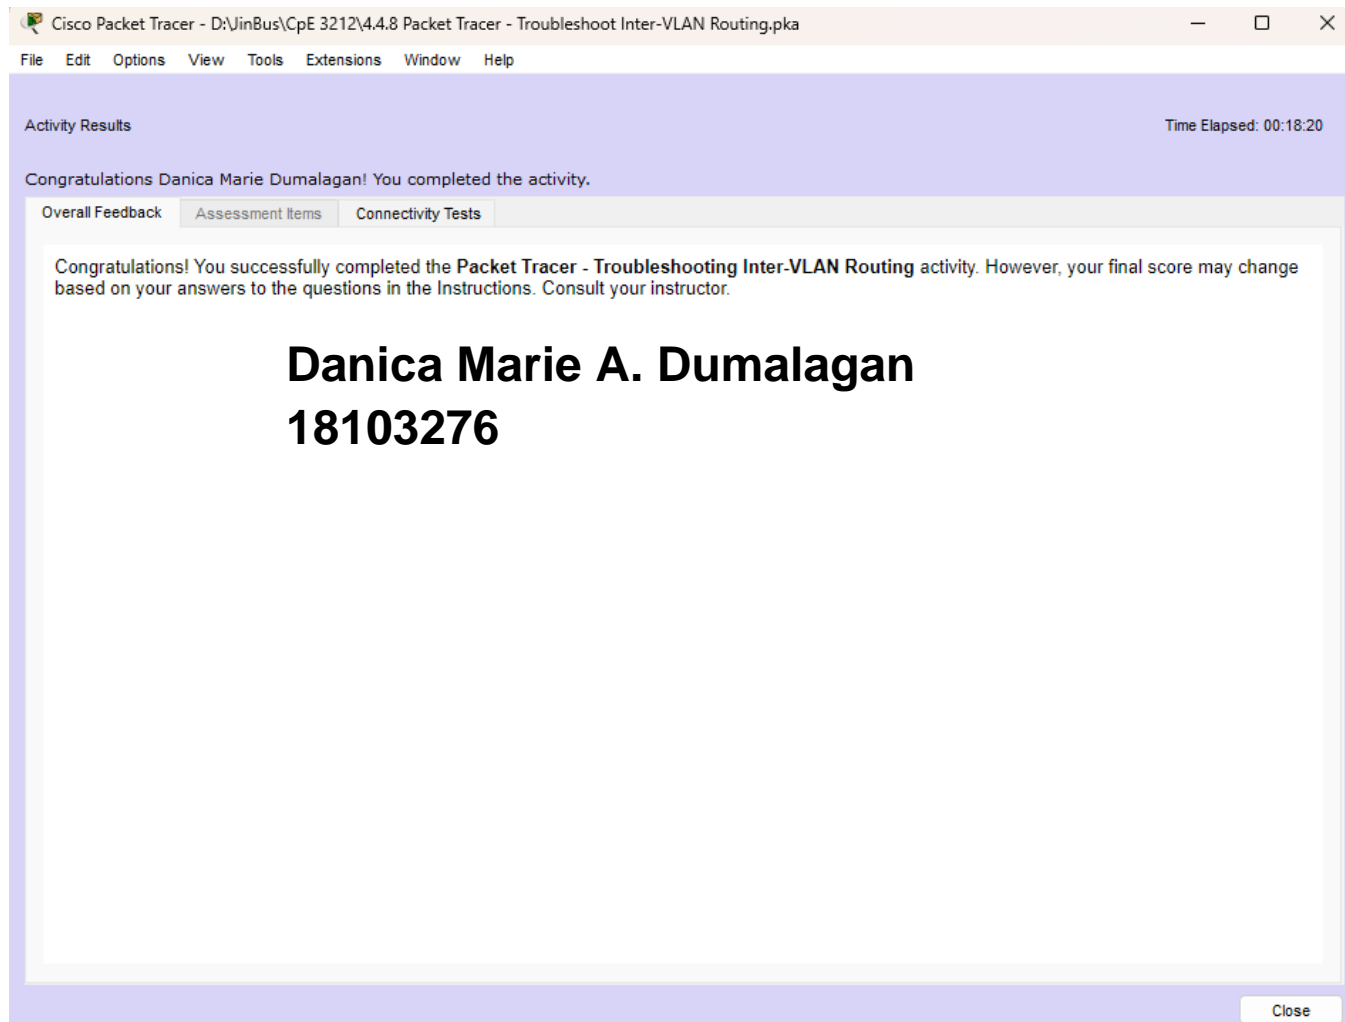 Cisco Packet Tracer - D:\JinBus\CpE 3212\4.4.8 Packet Tracer - Troubleshoot Inter-VLAN Routing.pka
File Edit Options View Tools Extensions Window Help
Activity Results Time Elapsed: 00:18:20
Congratulations Danica Marie Dumalagan! You completed the activity.
Overall Feedback Assessment Items Connectivity Tests
Congratulations! You successfully completed the Packet Tracer - Troubleshooting Inter-VLAN Routing activity. However, your final score may change
based on your answers to the questions in the Instructions. Consult your instructor.
Danica Marie A. Dumalagan
18103276
Close